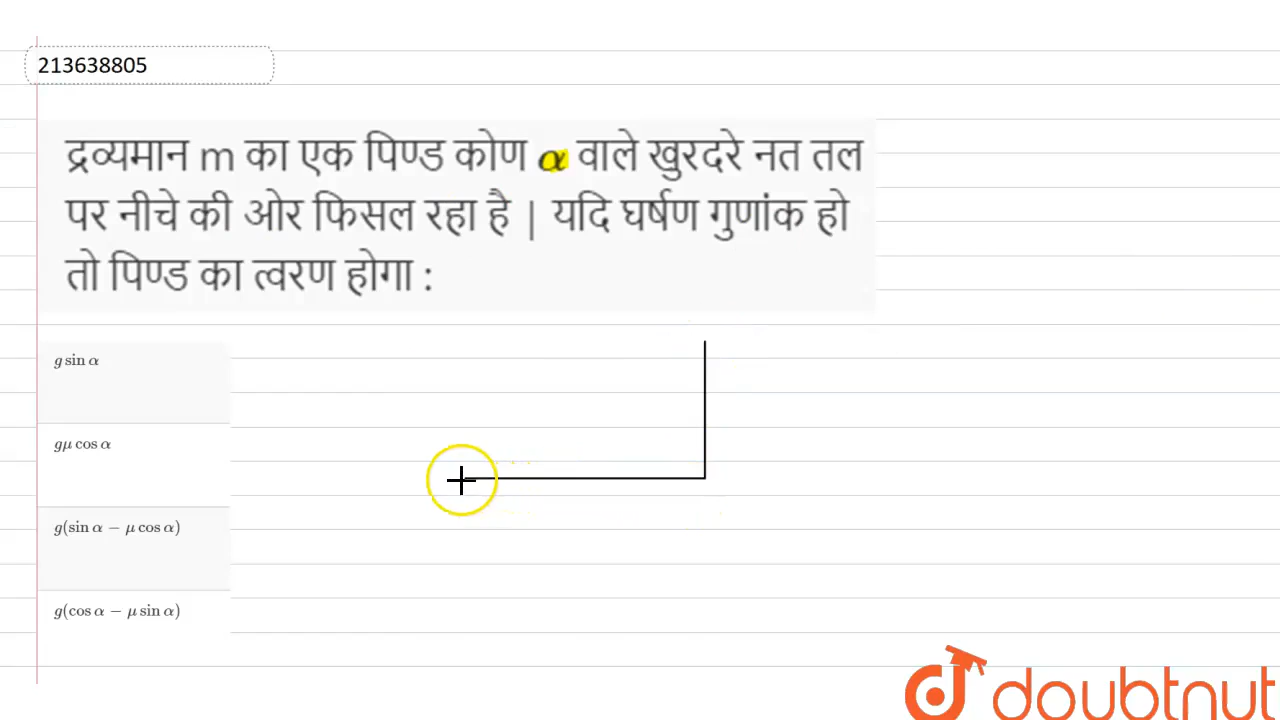 213638805
द्रव्यमान m का एक पिण्ड कोण α वाले खुरदरे नत तल
पर नीचे की ओर फिसल रहा है | यदि घर्षण गुणांक हो
तो पिण्ड का त्वरण होगा :
g sin α
gμ cos α
g(sin α − μ cos α)
g(cos α − μ sin α)
doubtnut